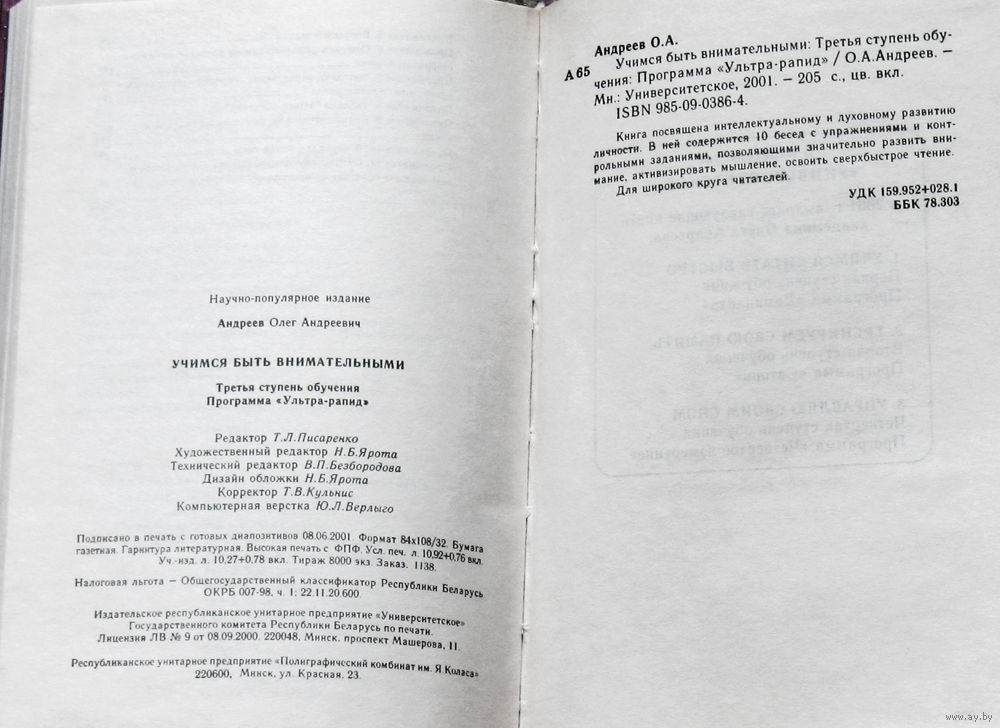 Научно-популярное издание
Андреев Олег Андреевич
УЧИМСЯ БЫТЬ ВНИМАТЕЛЬНЫМИ
Третья ступень обучения
Программа «Ультра-рапид»
Редактор Т.Л.Писаренко
Художественный редактор Н.Б.Ярота
Технический редактор В.П.Безбородова
Дизайн обложки Н.Б.Ярота
Корректор Т.В.Кульнис
Компьютерная верстка Ю.Л.Верлыго
Подписано в печать с готовых диапозитивов 08.06.2001. Формат 84х108/32. Бумага
газетная. Гарнитура литературная. Высокая печать с ФПФ. Усл. печ. л. 10.92+0.76 вкл.
Уч.-изд. л. 10.27+0.78 вкл. Тираж 8000 экз. Заказ. 1138.
Налоговая льгота — Общегосударственный классификатор Республики Беларусь
ОКРБ 007-98, ч. 1; 22.11.20.600.
Издательское республиканское унитарное предприятие «Университетское»
Государственного комитета Республики Беларусь по печати.
Лицензия ЛВ № 9 от 08.09.2000. 220048, Минск, проспект Машерова, 11.
Республиканское унитарное предприятие «Полиграфический комбинат им. Я.Коласа»
220600, Минск, ул. Красная. 23.
Андреев О.А.
А 65 Учимся быть внимательными: Третья ступень обу-
чения: Программа «Ультра-рапид» / О.А.Андреев. —
Мн.: Университетское, 2001. — 205 с., цв. вкл.
ISBN 985-09-0386-4.
Книга посвящена интеллектуальному и духовному развитию
личности. В ней содержится 10 бесед с упражнениями и конт-
рольными заданиями, позволяющими значительно развить вни-
мание, активизировать мышление, освоить сверхбыстрое чтение.
Для широкого круга читателей.
УДК 159.952+028.1
ББК 78.303
www.ay.by